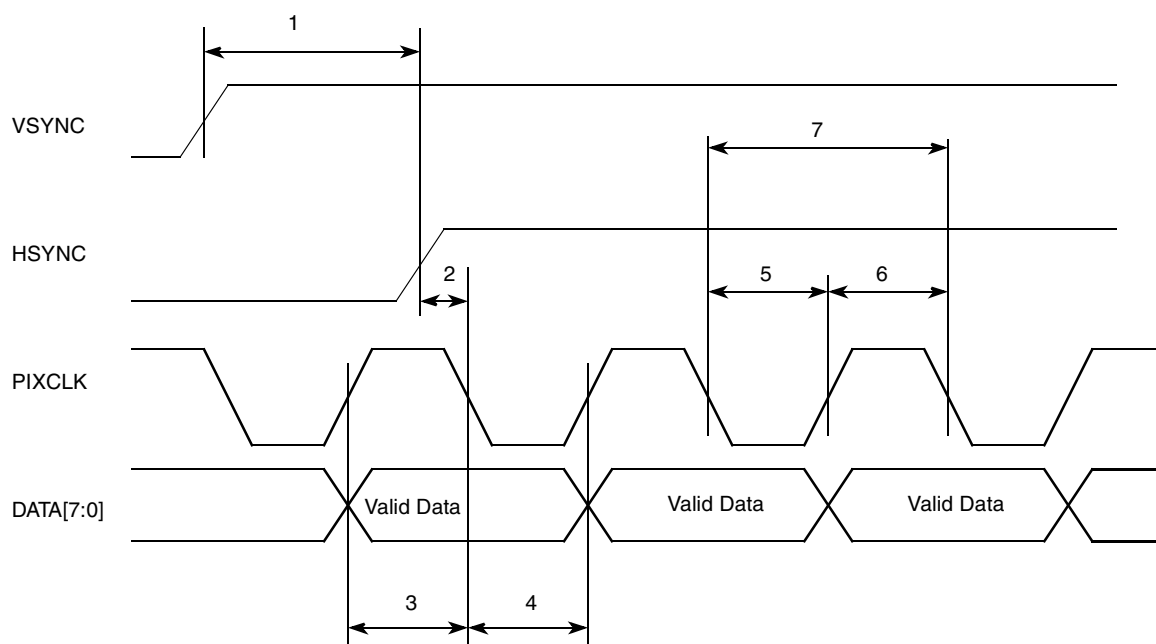 1
VSYNC
7
HSYNC
2
5
6
PIXCLK
DATA[7:0]
Valid Data
Valid Data
Valid Data
3
4